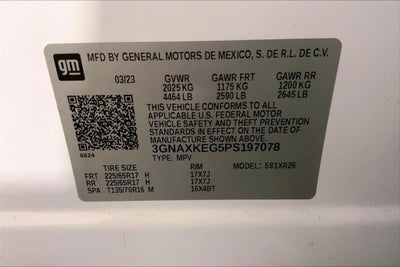 gm
MFD BY GENERAL MOTORS DE MEXICO, S. DE R.L. DE C.V.
03/23 GVWR GAWR FRT GAWR RR
2025 KG 1175 KG 1200 KG
4464 LB 2590 LB 2645 LB
THIS VEHICLE CONFORMS TO ALL
APPLICABLE U.S. FEDERAL MOTOR
VEHICLE SAFETY AND THEFT PREVENTION
STANDARDS IN EFFECT ON THE DATE OF
MANUFACTURE SHOWN ABOVE.
8624 3GNAXKEG5PS197078
TYPE: MPV
TIRE SIZE RIM MODEL: 5B1XR26
FRT 225/65R17 H 17X7J
RR 225/65R17 H 17X7J
SPA T135/70R16 M 16X4BT